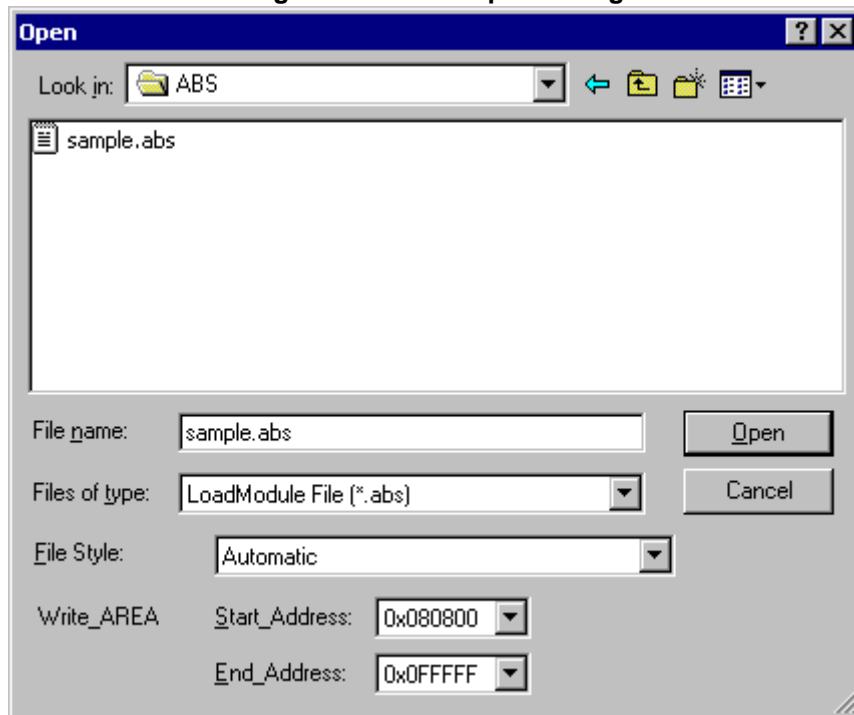 Open
Look in: ABS
sample.abs
File name: sample.abs Open
Files of type: LoadModule File (*.abs) Cancel
File Style: Automatic
Write_AREA Start_Address: 0x080800
End_Address: 0x0FFFFF